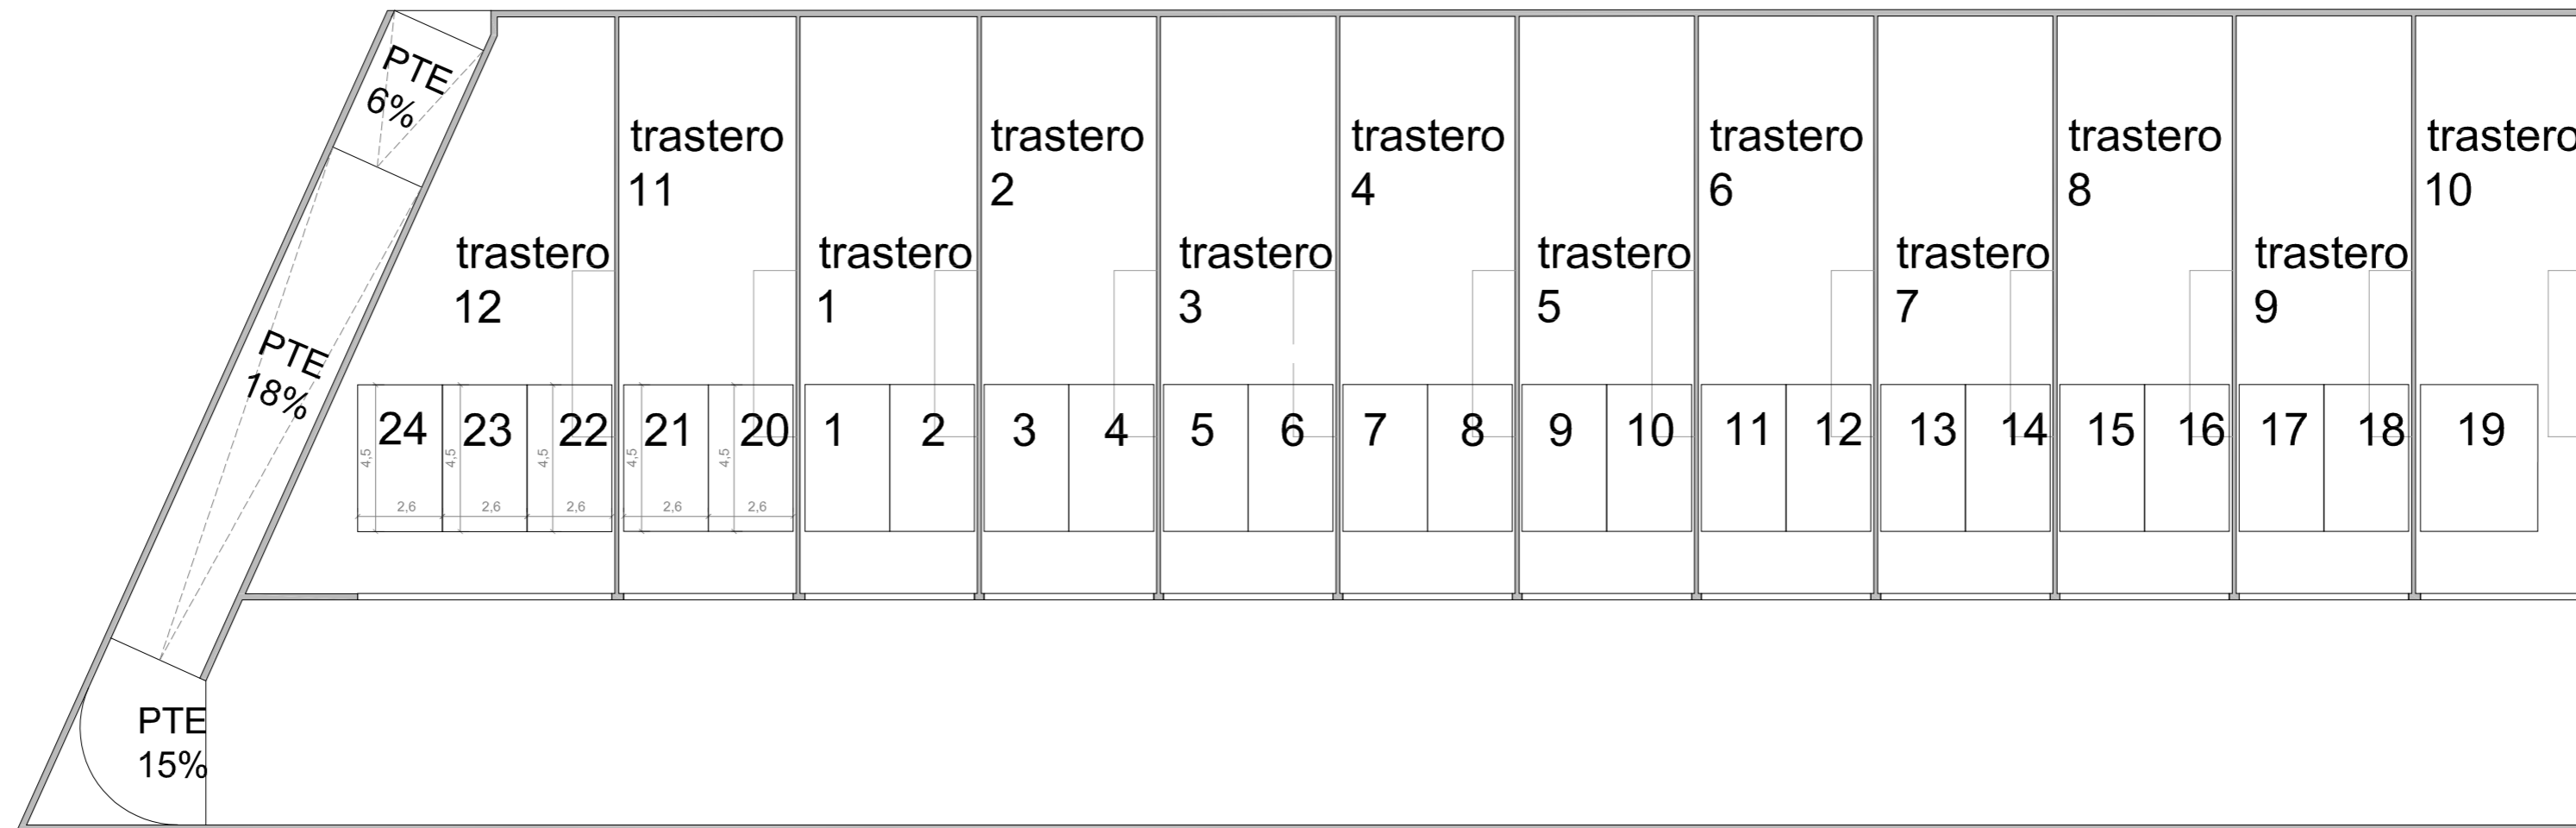 PTE
6%
trastero
11
trastero
2
trastero
4
trastero
6
trastero
8
trastero
10
trastero
12
trastero
1
trastero
3
trastero
5
trastero
7
trastero
9
PTE
18%
24 23 22 21 20 1 2 3 4 5 6 7 8 9 10 11 12 13 14 15 16 17 18 19
4,5 4,5 4,5 4,5 4,5
2,6 2,6 2,6 2,6 2,6
PTE
15%